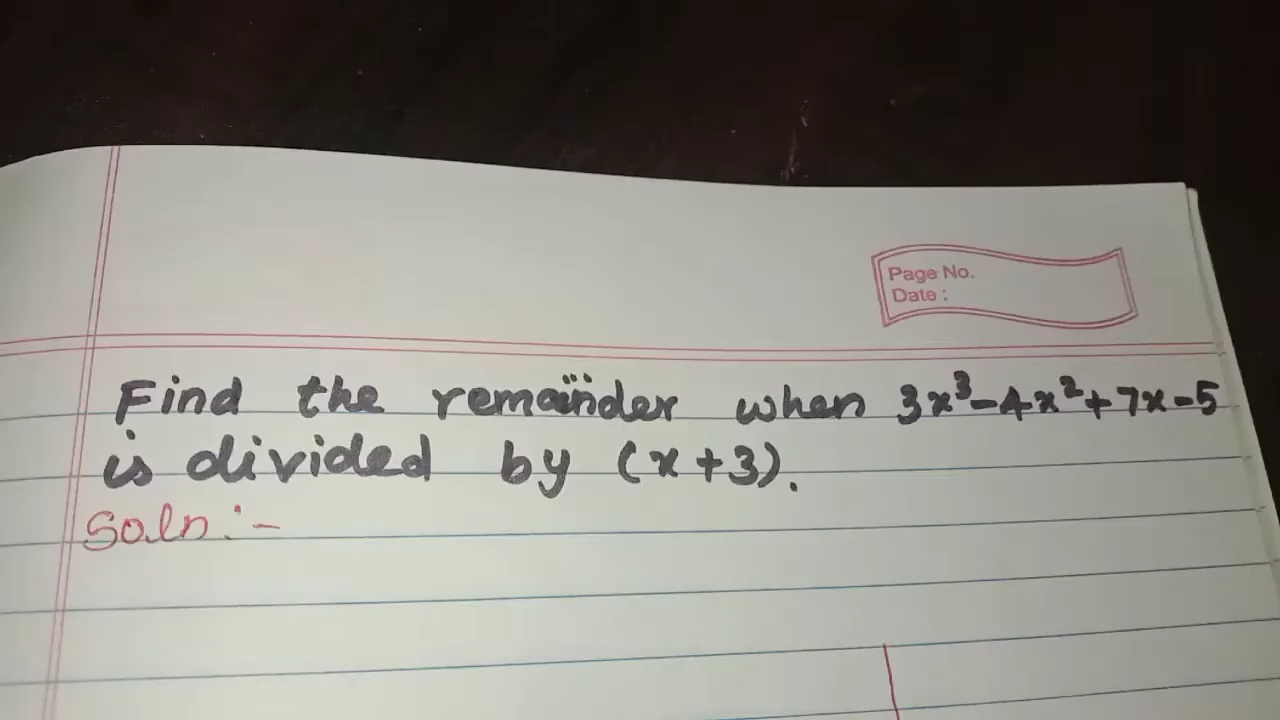 Page No.
Date :
Find the remainder when 3x³-4x²+7x-5
is divided by (x+3).
Soln :-